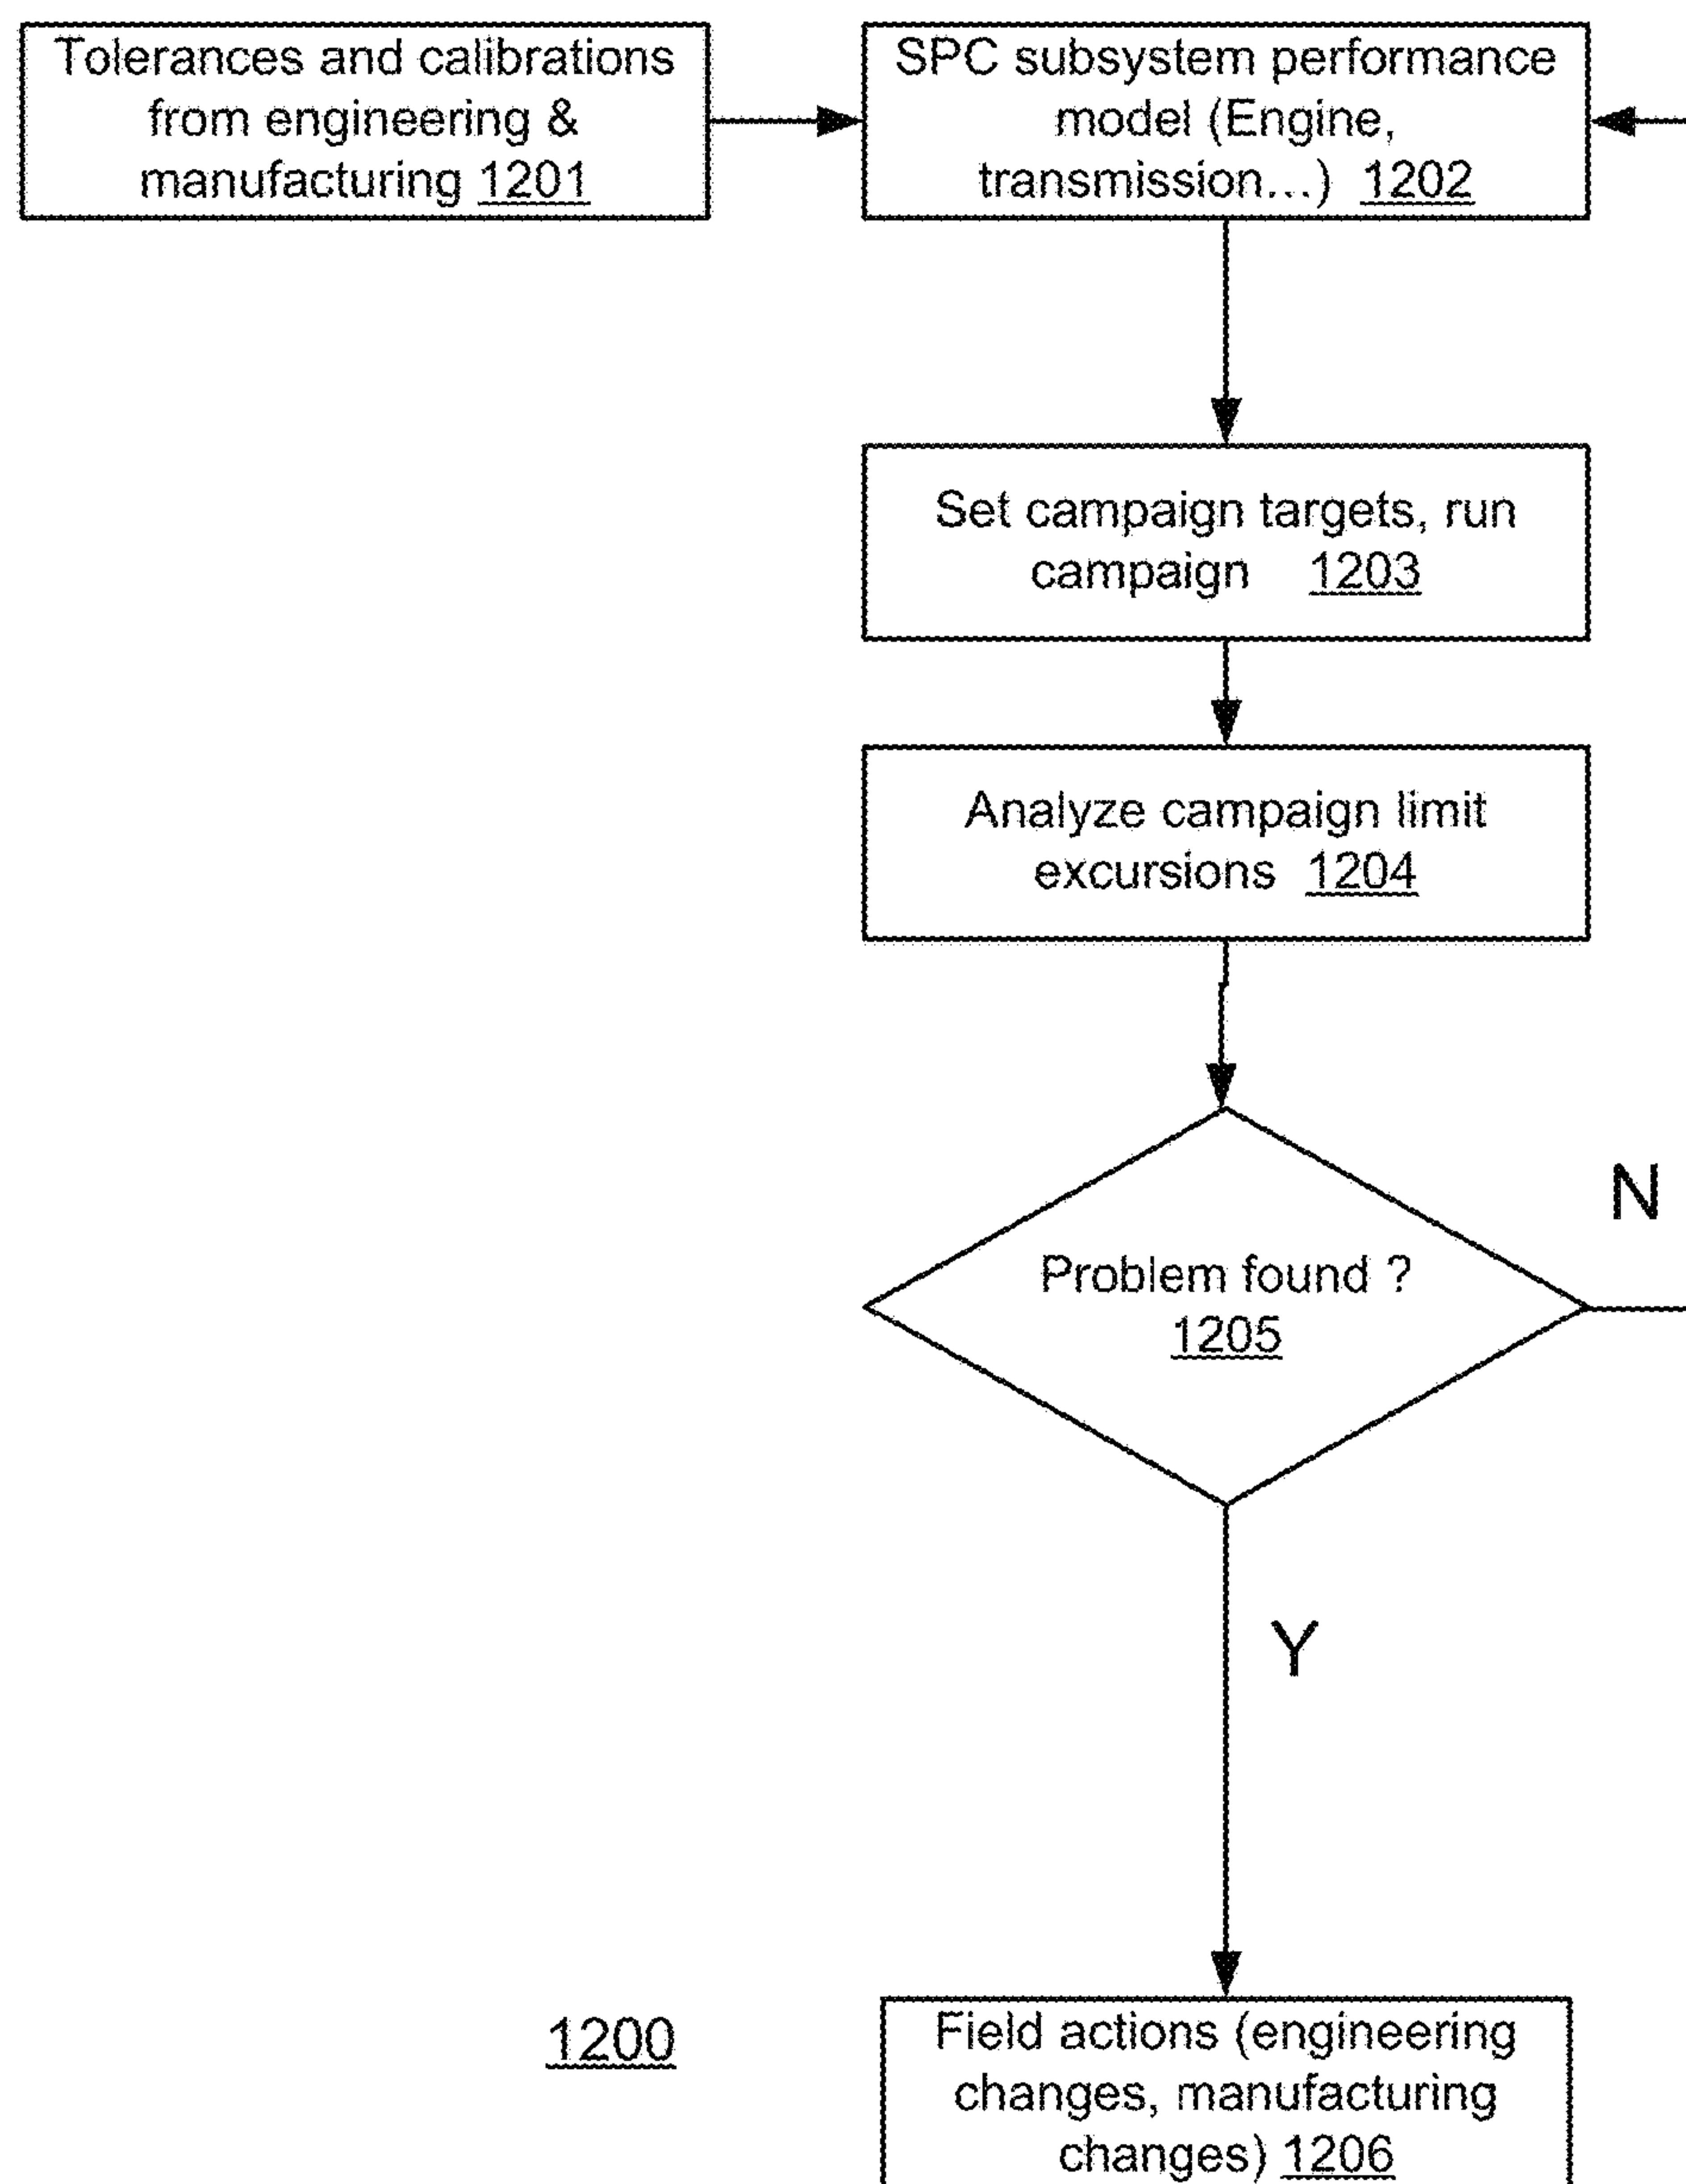 Tolerances and calibrations
from engineering &
manufacturing 1201
SPC subsystem performance
model (Engine,
transmission...) 1202
Set campaign targets, run
campaign 1203
Analyze campaign limit
excursions 1204
N
Problem found ?
1205
Y
1200
Field actions (engineering
changes, manufacturing
changes) 1206